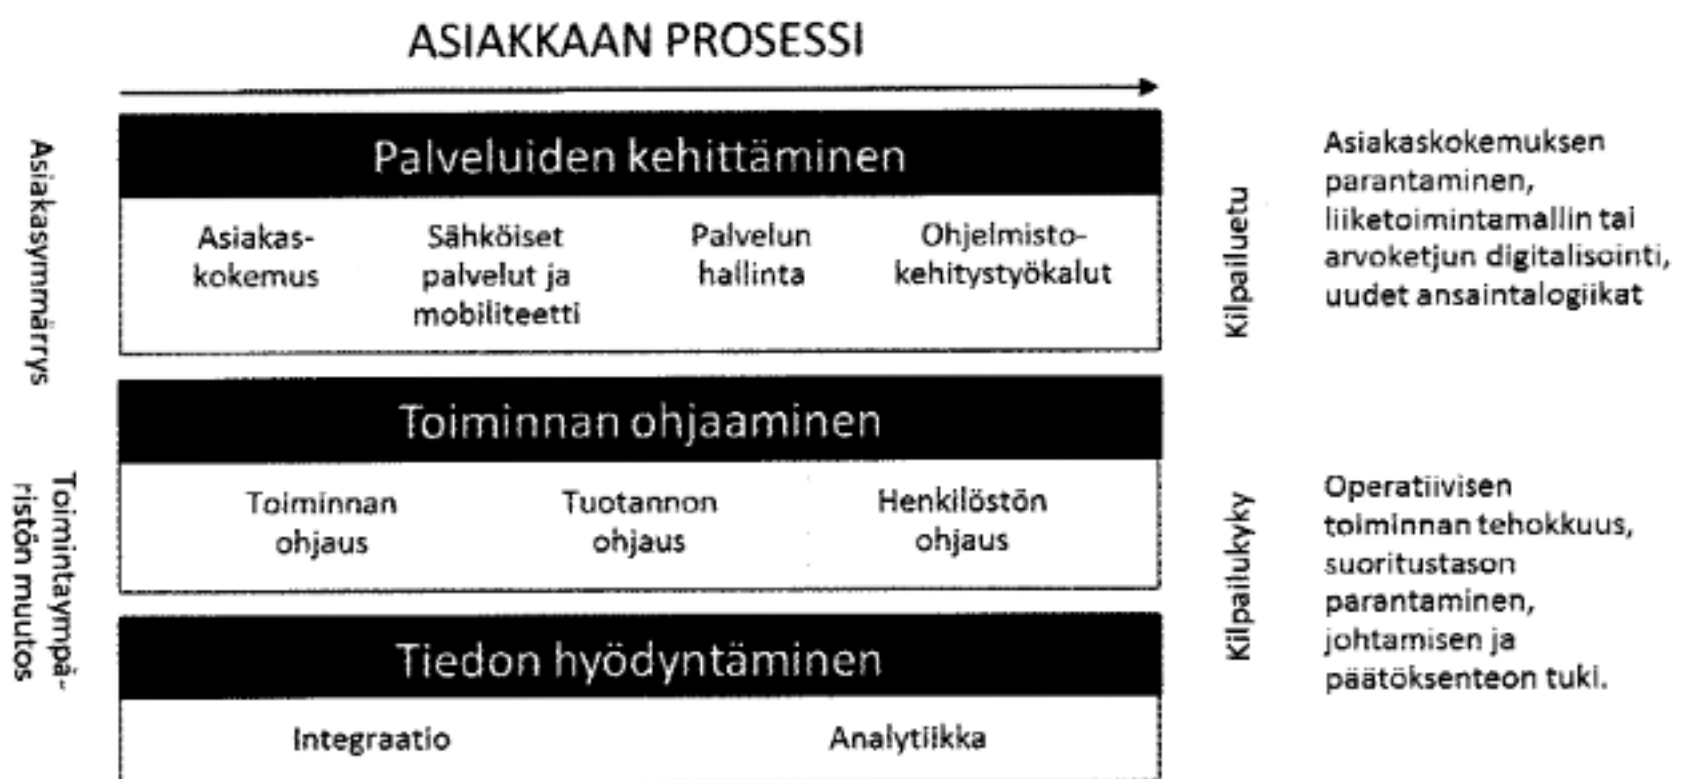 ASIAKKAAN PROSESSI
Asiakasymmärrys
Palveluiden kehittäminen
Asiakas-
kokemus
Sähköiset
palvelut ja
mobiliteetti
Palvelun
hallinta
Ohjelmisto-
kehitystyökalut
Kilpailuetu
Asiakaskokemuksen
parantaminen,
liiketoimintamallin tai
arvoketjun digitalisointi,
uudet ansaintalogiikat
Toimintaympä-
ristön muutos
Toiminnan ohjaaminen
Toiminnan
ohjaus
Tuotannon
ohjaus
Henkilöstön
ohjaus
Tiedon hyödyntäminen
Integraatio
Analytiikka
Kilpailukyky
Operatiivisen
toiminnan tehokkuus,
suoritustason
parantaminen,
johtamisen ja
päätöksenteon tuki.